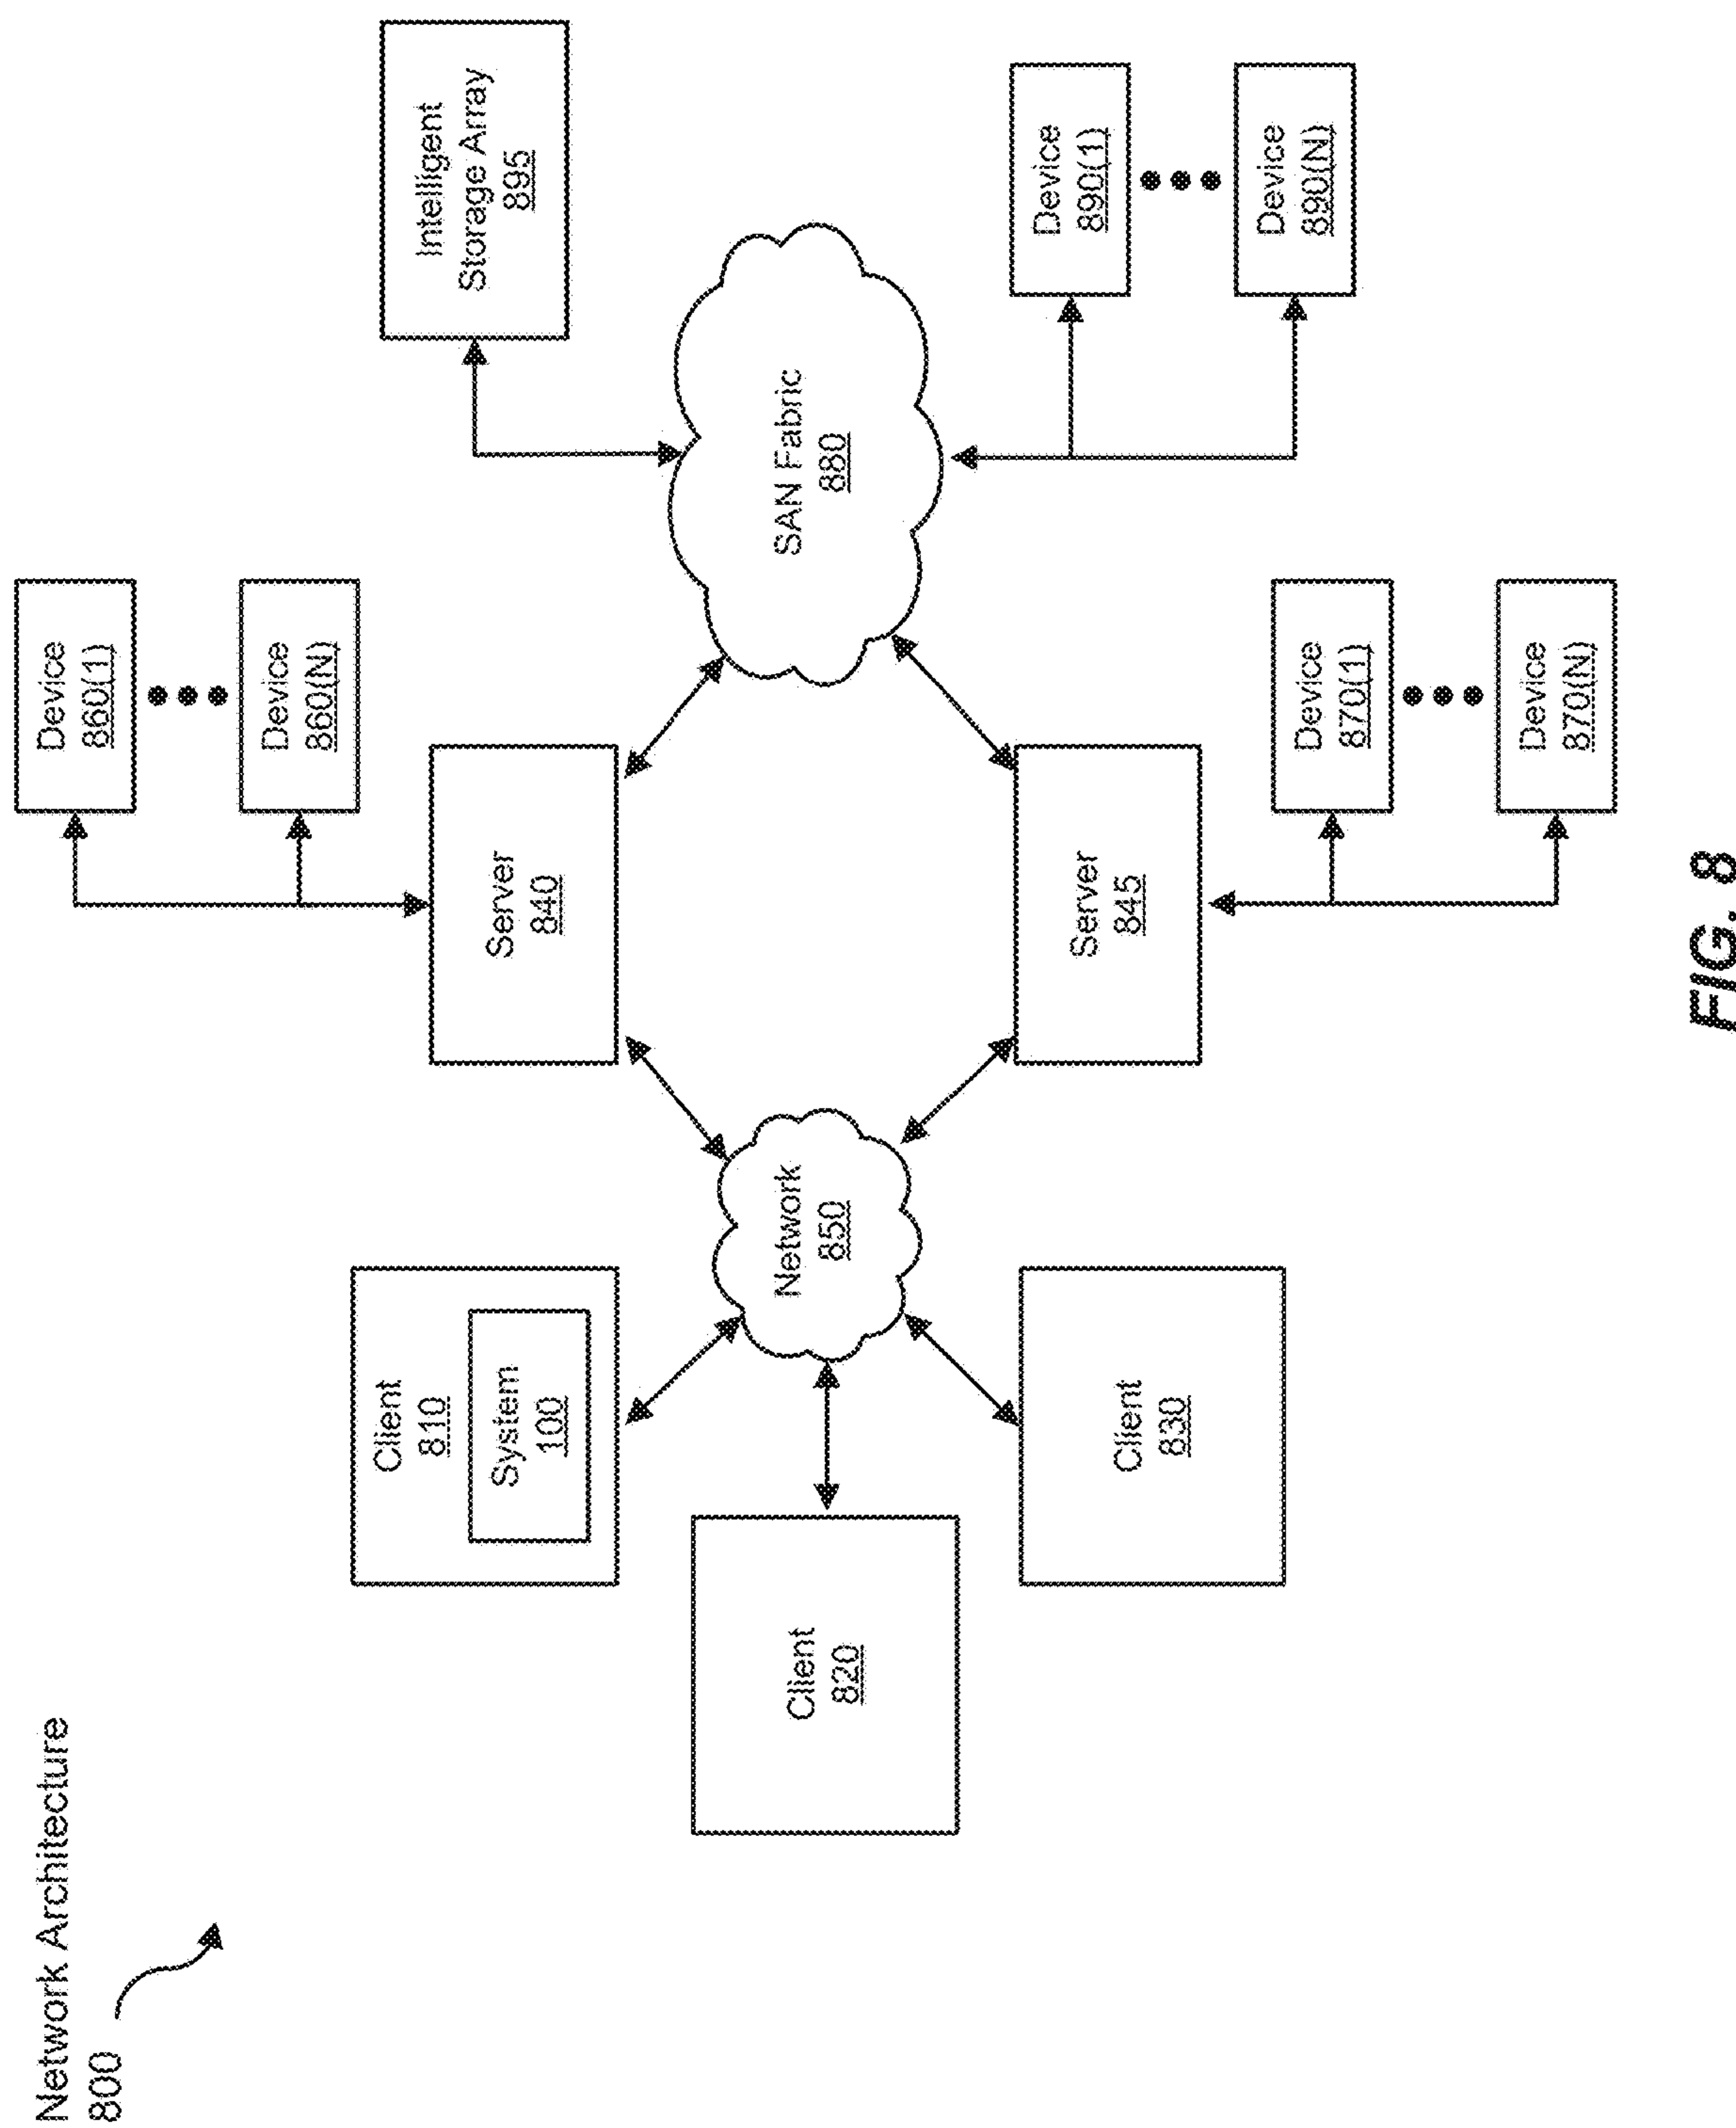 Network Architecture
800
Client
810
System
100
Client
820
Client
830
Network
850
Server
840
Server
845
Device
860(1)
Device
860(N)
Device
870(1)
Device
870(N)
SAN Fabric
880
Intelligent
Storage Array
895
Device
890(1)
Device
890(N)
FIG. 8